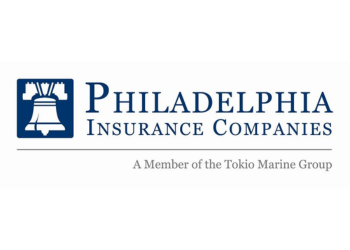 PHILADELPHIA
INSURANCE COMPANIES
A Member of the Tokio Marine Group